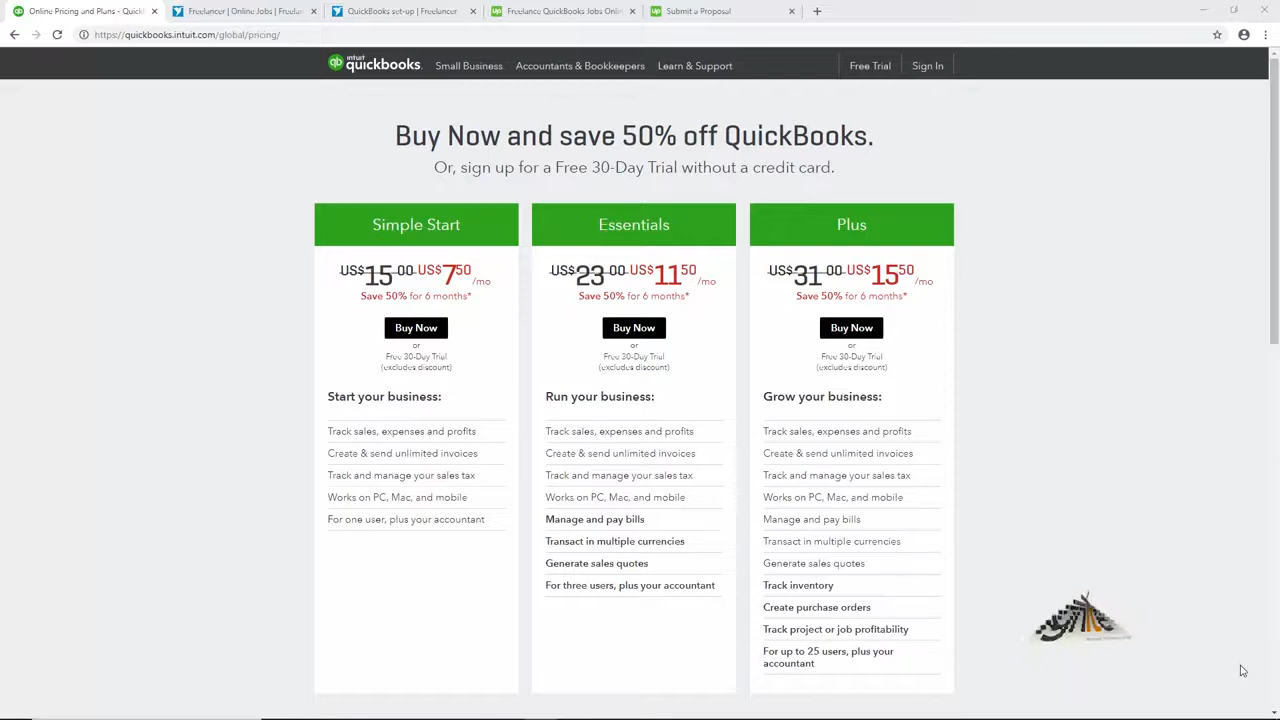 Online Pricing and Plans - QuickB
Freelancer | Online Jobs | Freelan
QuickBooks set-up | Freelancer
Freelance QuickBooks Jobs Onlin
Submit a Proposal
https://quickbooks.intuit.com/global/pricing/
intuit
quickbooks.
Small Business
Accountants & Bookkeepers
Learn & Support
Free Trial
Sign In
Buy Now and save 50% off QuickBooks.
Or, sign up for a Free 30-Day Trial without a credit card.
Simple Start
US$15 00 US$7 50 /mo
Save 50% for 6 months*
Buy Now
or
Free 30-Day Trial
(excludes discount)
Start your business:
Track sales, expenses and profits
Create & send unlimited invoices
Track and manage your sales tax
Works on PC, Mac, and mobile
For one user, plus your accountant
Essentials
US$23 00 US$11 50 /mo
Save 50% for 6 months*
Buy Now
or
Free 30-Day Trial
(excludes discount)
Run your business:
Track sales, expenses and profits
Create & send unlimited invoices
Track and manage your sales tax
Works on PC, Mac, and mobile
Manage and pay bills
Transact in multiple currencies
Generate sales quotes
For three users, plus your accountant
Plus
US$31 00 US$15 50 /mo
Save 50% for 6 months*
Buy Now
or
Free 30-Day Trial
(excludes discount)
Grow your business:
Track sales, expenses and profits
Create & send unlimited invoices
Track and manage your sales tax
Works on PC, Mac, and mobile
Manage and pay bills
Transact in multiple currencies
Generate sales quotes
Track inventory
Create purchase orders
Track project or job profitability
For up to 25 users, plus your
accountant